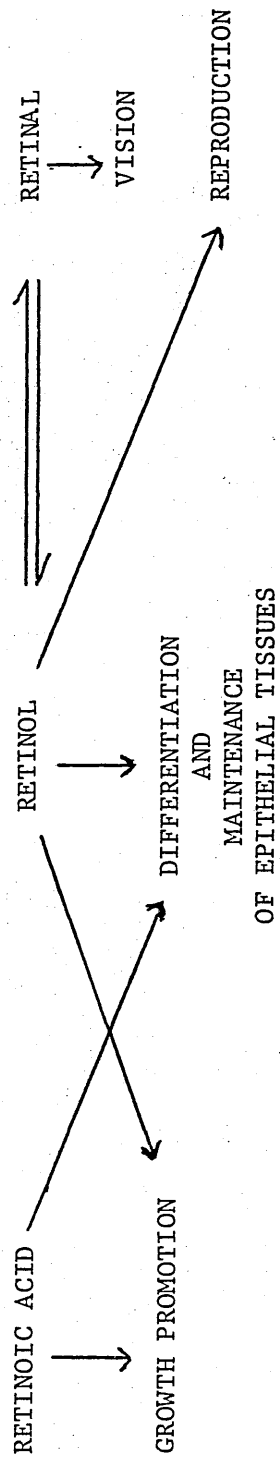 RETINOIC ACID
RETINOL
RETINAL
GROWTH PROMOTION
DIFFERENTIATION
AND
MAINTENANCE
OF EPITHELIAL TISSUES
VISION
REPRODUCTION